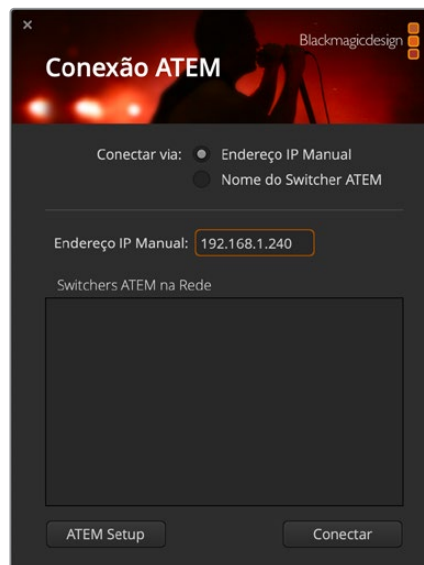 ×
Blackmagicdesign
Conexão ATEM
Conectar via: Endereço IP Manual
Nome do Switcher ATEM
Endereço IP Manual: 192.168.1.240
Switchers ATEM na Rede
ATEM Setup Conectar